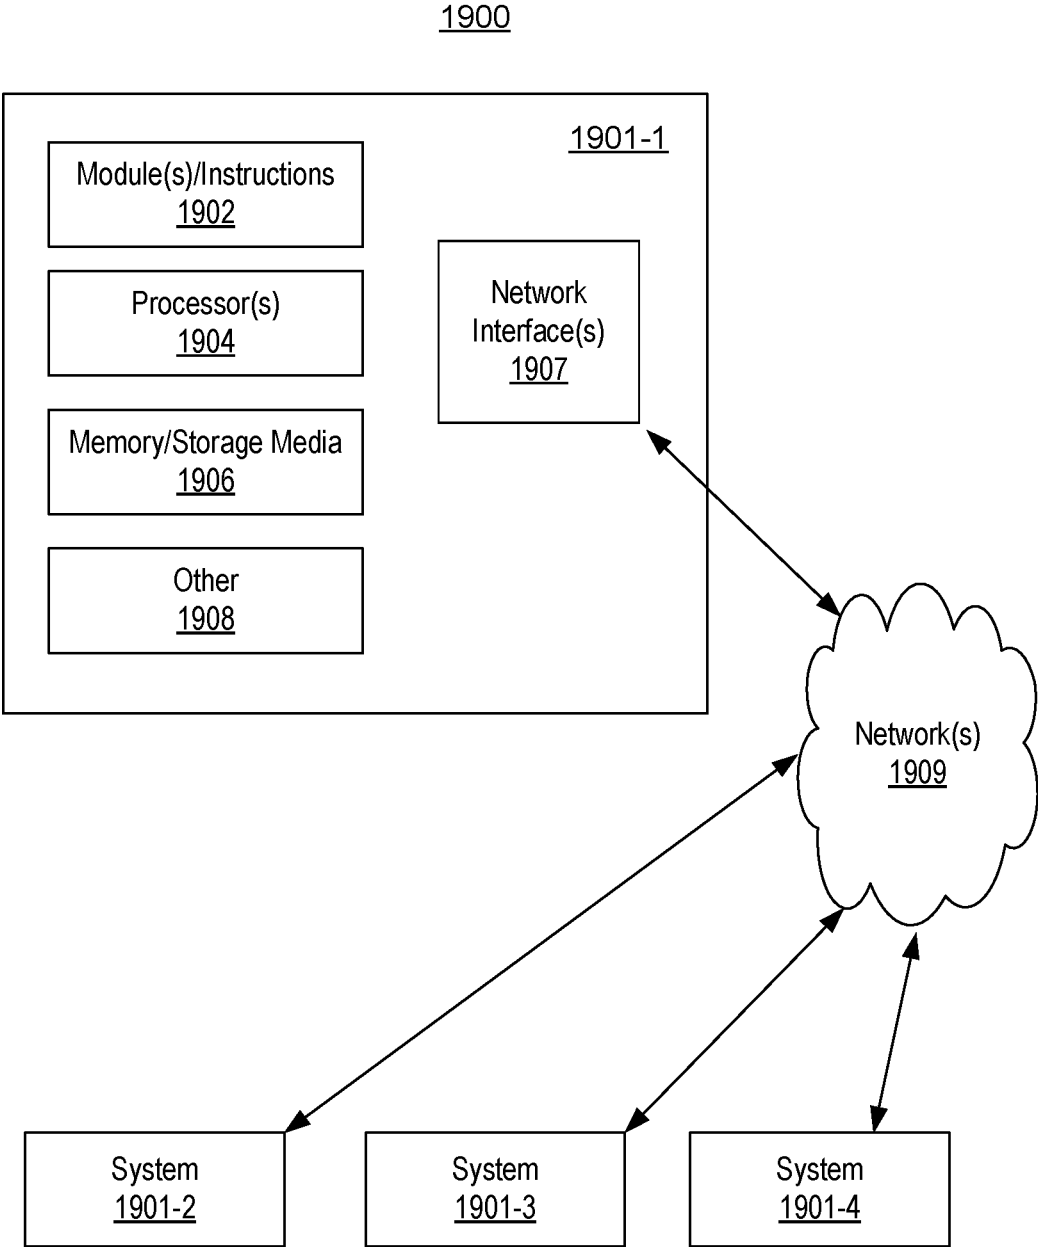 1900
1901-1
Module(s)/Instructions
1902
Processor(s)
1904
Memory/Storage Media
1906
Other
1908
Network
Interface(s)
1907
Network(s)
1909
System
1901-2
System
1901-3
System
1901-4